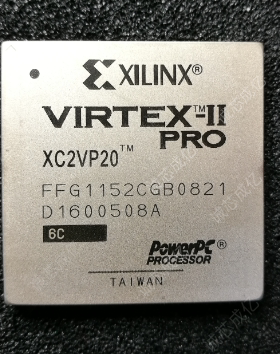 XILINX®
VIRTEX™-II
PRO
XC2VP20™
FFG1152CGB0821
D1600508A
6C
PowerPC®
PROCESSOR
TAIWAN